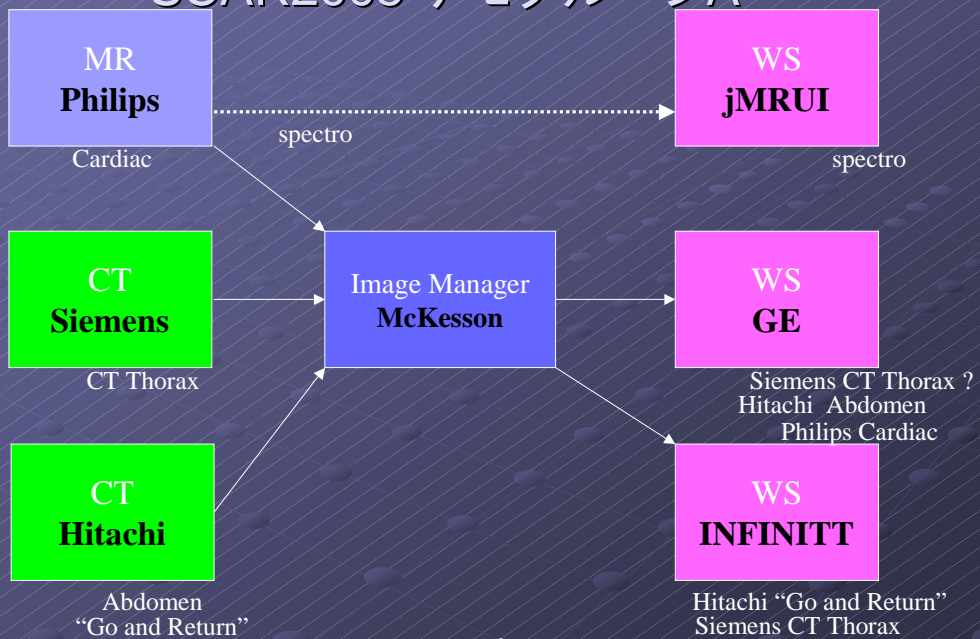 MR
Philips
Cardiac
spectro
WS
jMRUI
spectro
CT
Siemens
CT Thorax
Image Manager
McKesson
WS
GE
Siemens CT Thorax ?
Hitachi Abdomen
Philips Cardiac
CT
Hitachi
Abdomen
“Go and Return”
WS
INFINITT
Hitachi “Go and Return”
Siemens CT Thorax